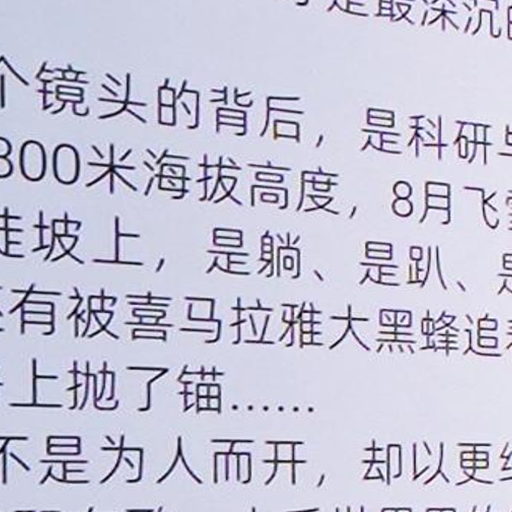 是最深沉
个镜头的背后，是科研
800米海拔高度，8月飞
陡坡上，是躺、是趴、是
还有被喜马拉雅大黑蜂追
上抛了锚……
不是为人而开，却以更